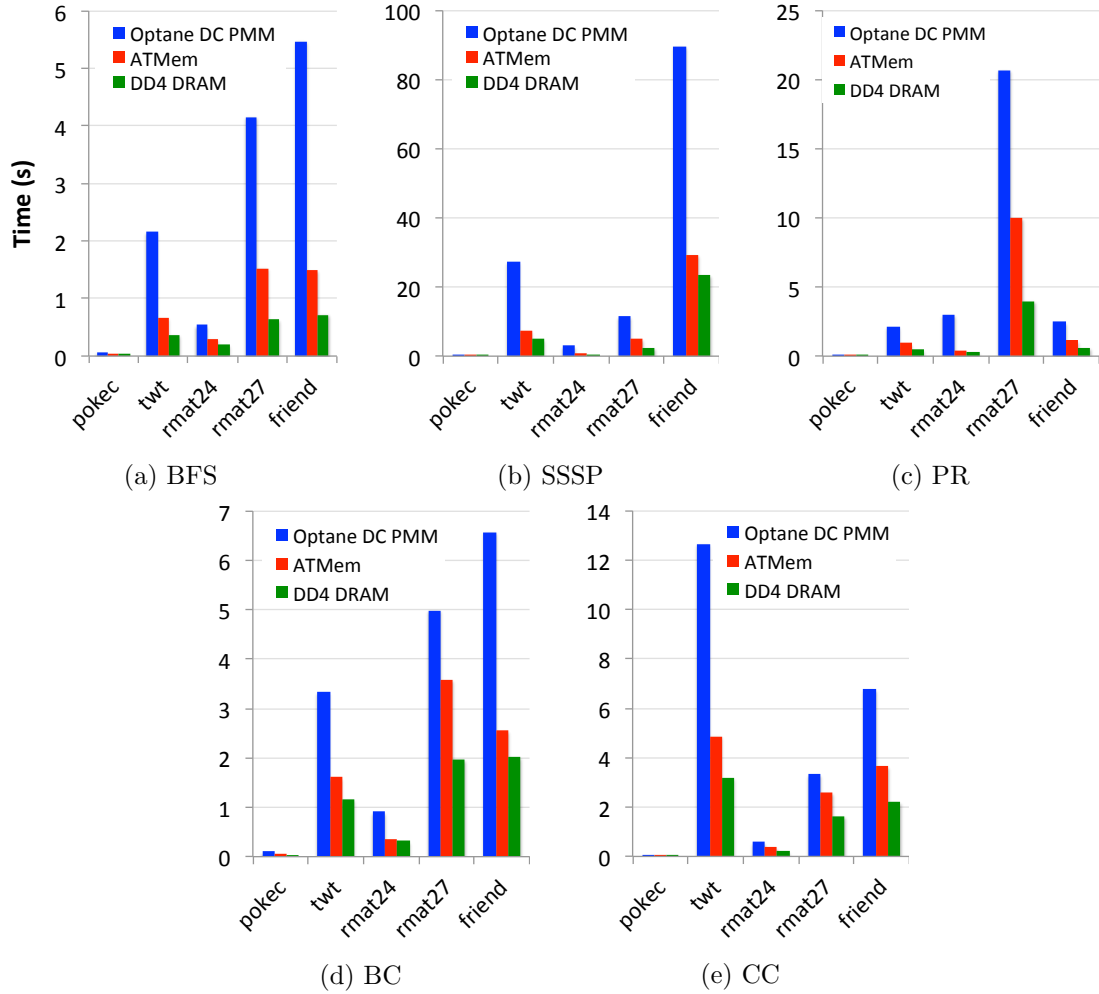 Time (s)
6
5
4
3
2
1
0
Optane DC PMM
ATMem
DD4 DRAM
pokec
twt
rmat24
rmat27
friend
(a) BFS
100
80
60
40
20
0
Optane DC PMM
ATMem
DD4 DRAM
pokec
twt
rmat24
rmat27
friend
(b) SSSP
25
20
15
10
5
0
Optane DC PMM
ATMem
DD4 DRAM
pokec
twt
rmat24
rmat27
friend
(c) PR
7
6
5
4
3
2
1
0
Optane DC PMM
ATMem
DD4 DRAM
pokec
twt
rmat24
rmat27
friend
(d) BC
14
12
10
8
6
4
2
0
Optane DC PMM
ATMem
DD4 DRAM
pokec
twt
rmat24
rmat27
friend
(e) CC